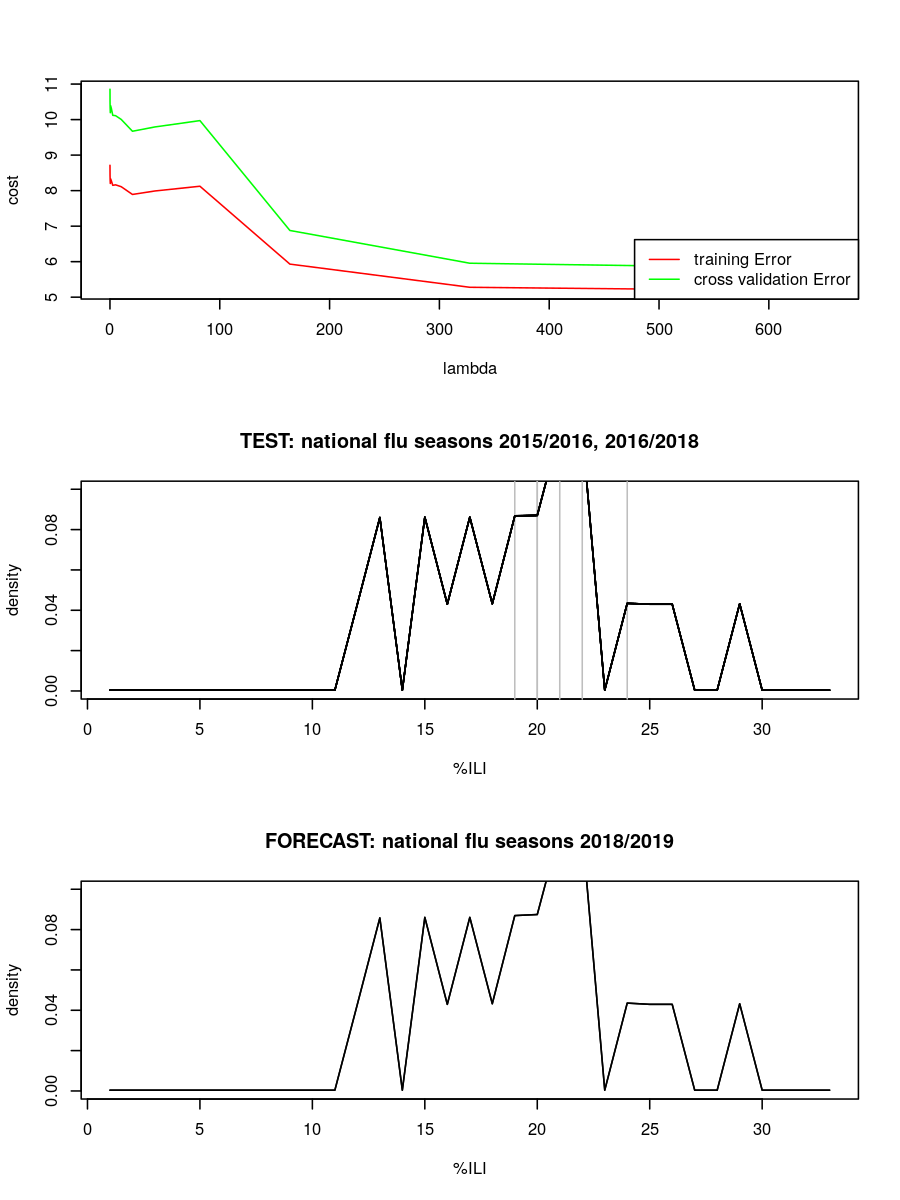 11
10
9
8
7
6
5
cost
training Error
cross validation Error
0 100 200 300 400 500 600
lambda
TEST: national flu seasons 2015/2016, 2016/2018
0.08
0.04
0.00
density
0 5 10 15 20 25 30
%ILI
FORECAST: national flu seasons 2018/2019
0.08
0.04
0.00
density
0 5 10 15 20 25 30
%ILI